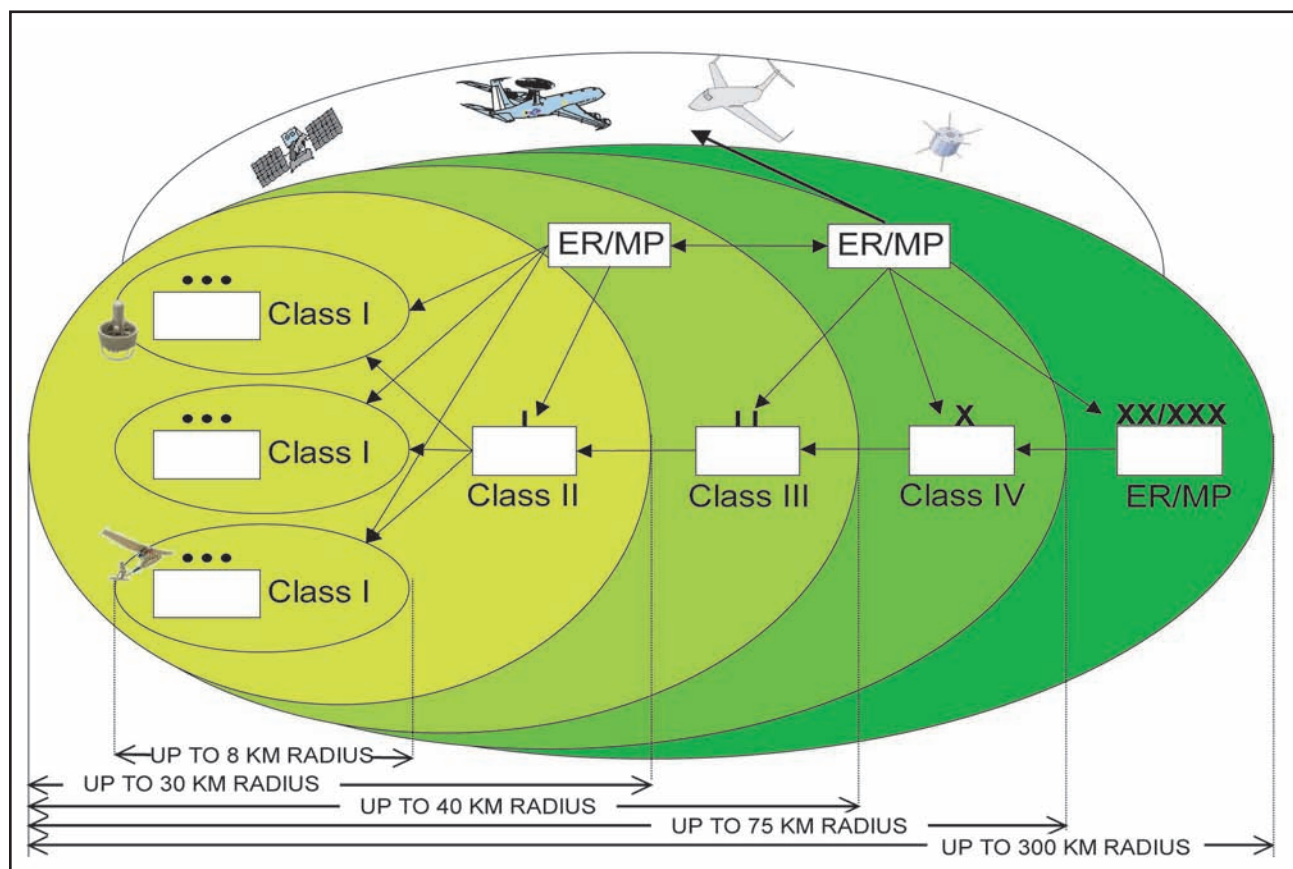 ER/MP
ER/MP
•••
Class I
•••
Class I
•••
Class I
I
Class II
II
Class III
X
Class IV
XX/XXX
ER/MP
UP TO 8 KM RADIUS
UP TO 30 KM RADIUS
UP TO 40 KM RADIUS
UP TO 75 KM RADIUS
UP TO 300 KM RADIUS